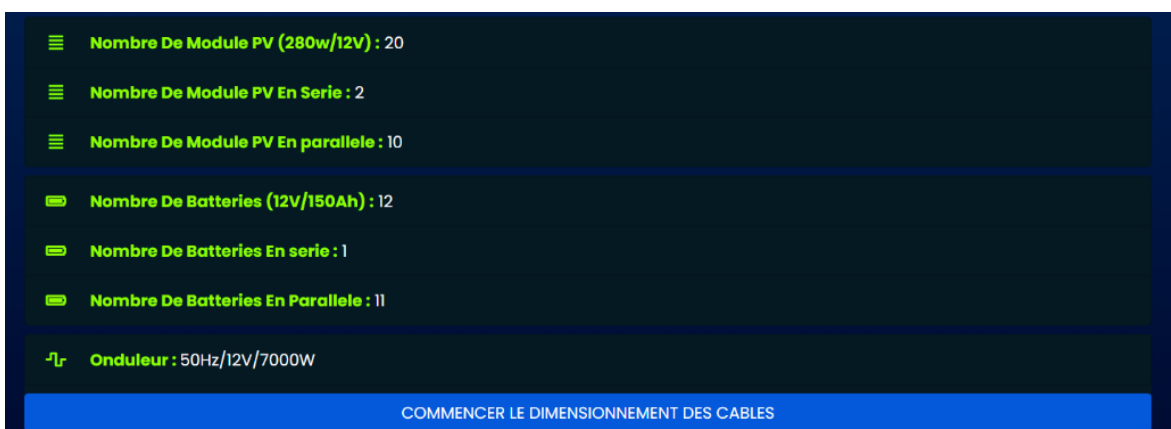 Nombre De Module PV (280w/12V) : 20
Nombre De Module PV En Serie : 2
Nombre De Module PV En parallele : 10
Nombre De Batteries (12V/150Ah) : 12
Nombre De Batteries En serie : 1
Nombre De Batteries En Parallele : 11
Onduleur : 50Hz/12V/7000W
COMMENCER LE DIMENSIONNEMENT DES CABLES